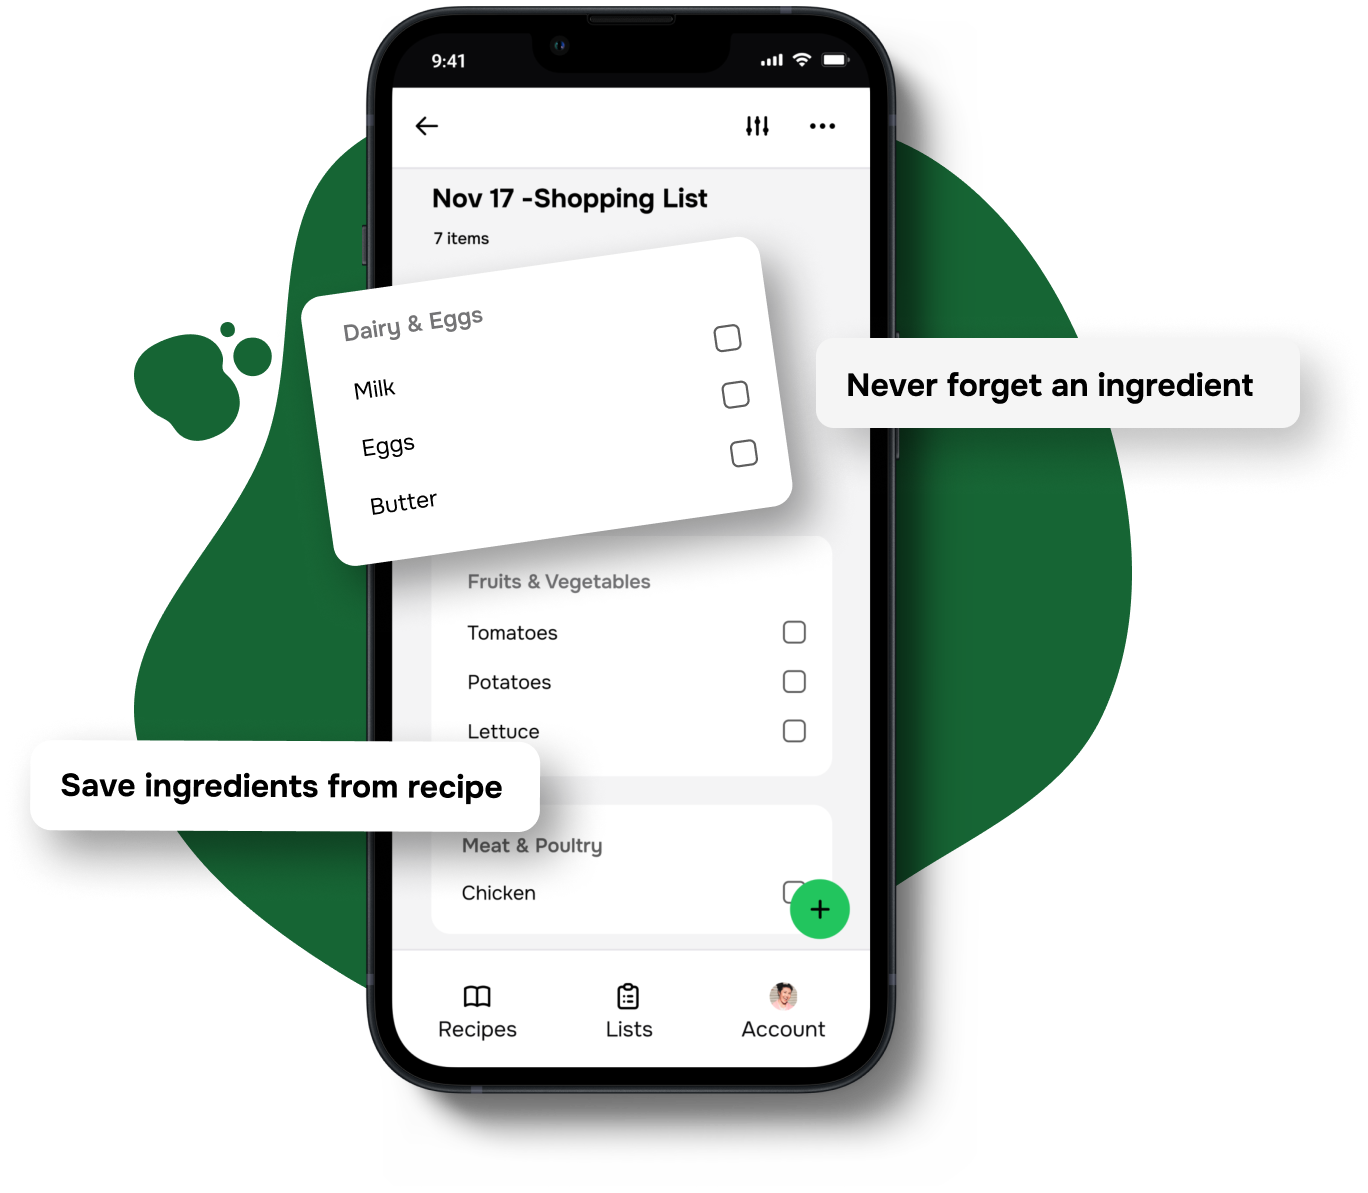 9:41
Nov 17 -Shopping List
7 items
Dairy & Eggs
Milk
Eggs
Butter
Never forget an ingredient
Fruits & Vegetables
Tomatoes
Potatoes
Lettuce
Save ingredients from recipe
Meat & Poultry
Chicken
Recipes
Lists
Account